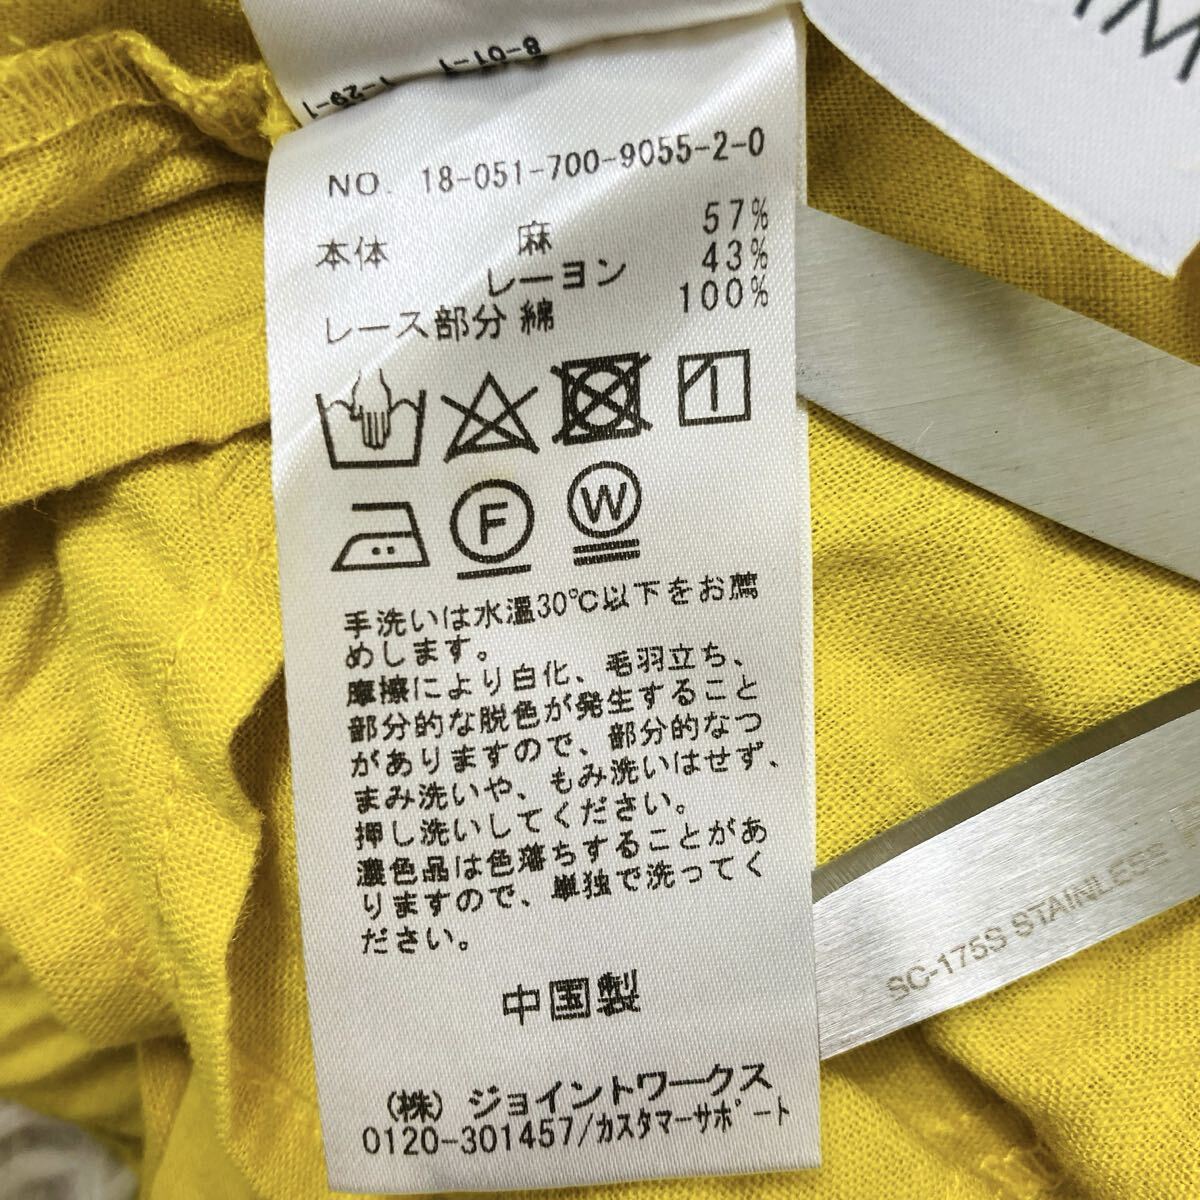 8-01-1
1-29-1
NO. 18-051-700-9055-2-0
本体 麻 57%
レーヨン 43%
レース部分 綿 100%
F
W
手洗いは水温30℃以下をお薦
めします。
摩擦により白化、毛羽立ち、
部分的な脱色が発生すること
がありますので、部分的なつ
まみ洗いや、もみ洗いはせず、
押し洗いしてください。
濃色品は色落ちすることがあ
りますので、単独で洗ってく
ださい。
中国製
(株) ジョイントワークス
0120-301457/カスタマーサポート
SC-175S STAINLESS